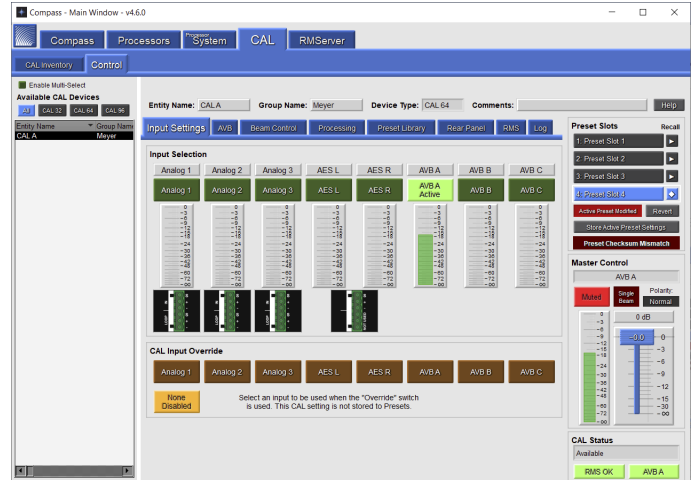 Compass - Main Window - v4.6.0
Compass Processors Processor System CAL RMServer
CAL Inventory Control
Enable Multi-Select
Available CAL Devices
All CAL 32 CAL 64 CAL 96
Entity Name Group Name
CAL A Meyer
Entity Name: CAL A Group Name: Meyer Device Type: CAL 64 Comments: Help
Input Settings AVB Beam Control Processing Preset Library Rear Panel RMS Log
Input Selection
Analog 1 Analog 2 Analog 3 AES L AES R AVB A AVB B AVB C
Analog 1 Analog 2 Analog 3 AES L AES R AVB A Active AVB B AVB C
CAL Input Override
Analog 1 Analog 2 Analog 3 AES L AES R AVB A AVB B AVB C
None Disabled
Select an input to be used when the "Override" switch
is used. This CAL setting is not stored to Presets.
Preset Slots Recall
1: Preset Slot 1
2: Preset Slot 2
3: Preset Slot 3
4: Preset Slot 4
Active Preset Modified Revert
Store Active Preset Settings
Preset Checksum Mismatch
Master Control
AVB A
Muted Single Beam Polarity: Normal
0 dB
CAL Status
Available
RMS OK AVB A